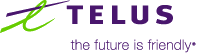 TELUS
the future is friendly•